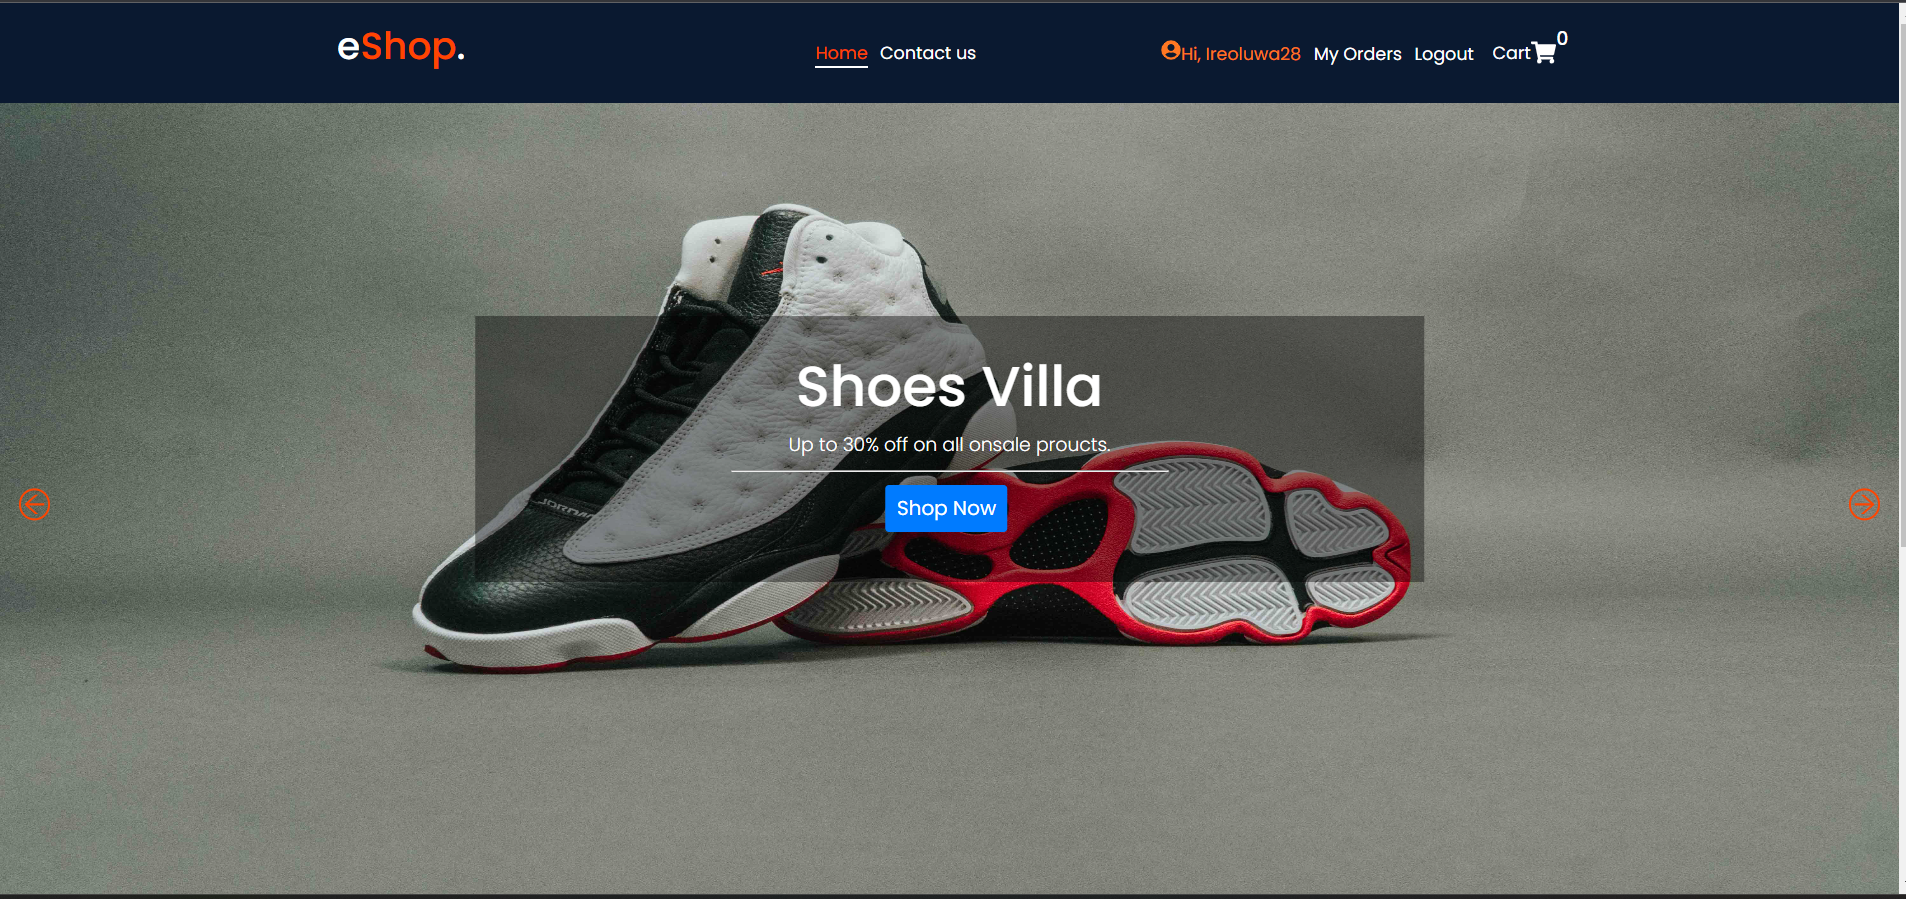 eShop.
Home Contact us
Hi, Ireoluwa28 My Orders Logout Cart 0
Shoes Villa
Up to 30% off on all onsale proucts.
Shop Now
JORDAN